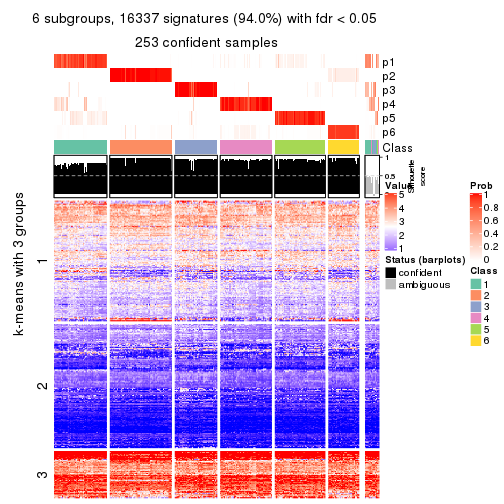 6 subgroups, 16337 signatures (94.0%) with fdr < 0.05
253 confident samples
p1
p2
p3
p4
p5
p6
Class
1
0.5
0
Silhouette
score
k-means with 3 groups
1
2
3
Value
5
4
3
2
1
Status (barplots)
confident
ambiguous
Prob
1
0.8
0.6
0.4
0.2
0
Class
1
2
3
4
5
6